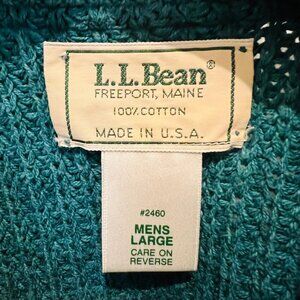 L.L.Bean®
FREEPORT, MAINE
100% COTTON
MADE IN U.S.A.
#2460
MENS
LARGE
CARE ON
REVERSE